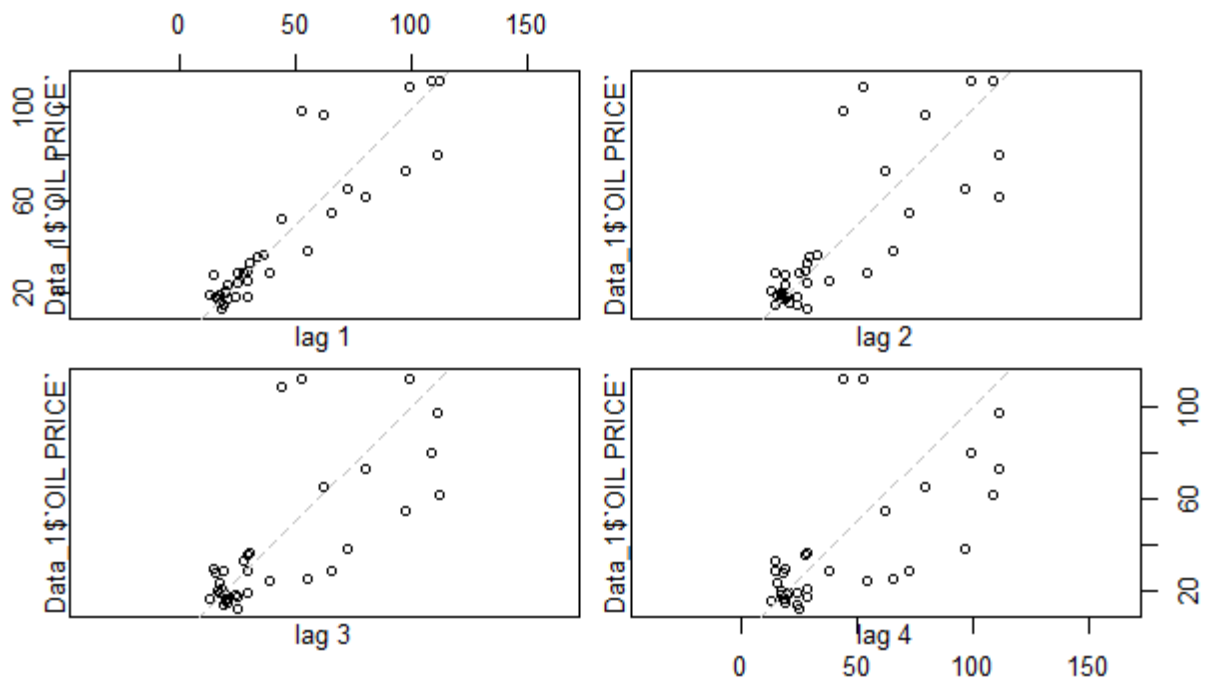 0 50 100 150
20 60 100
Data_1$`OIL PRICE`
lag 1
Data_1$`OIL PRICE`
lag 2
Data_1$`OIL PRICE`
lag 3
Data_1$`OIL PRICE`
lag 4
20 60 100
0 50 100 150